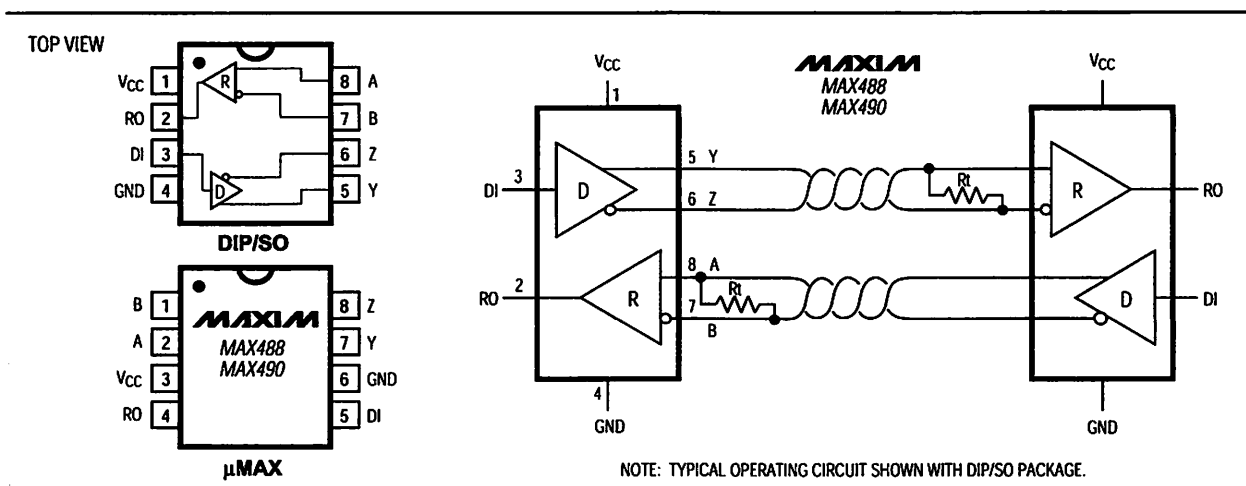 TOP VIEW
VCC 1
RO 2
DI 3
GND 4
8 A
7 B
6 Z
5 Y
R
D
DIP/SO
B 1
A 2
VCC 3
RO 4
8 Z
7 Y
6 GND
5 DI
MAXIM
MAX488
MAX490
µMAX
MAXIM
MAX488
MAX490
VCC
1
DI 3
D
5 Y
6 Z
Rt
RO 2
R
8 A
7
B
Rt
4
GND
VCC
R
RO
D
DI
GND
NOTE: TYPICAL OPERATING CIRCUIT SHOWN WITH DIP/SO PACKAGE.